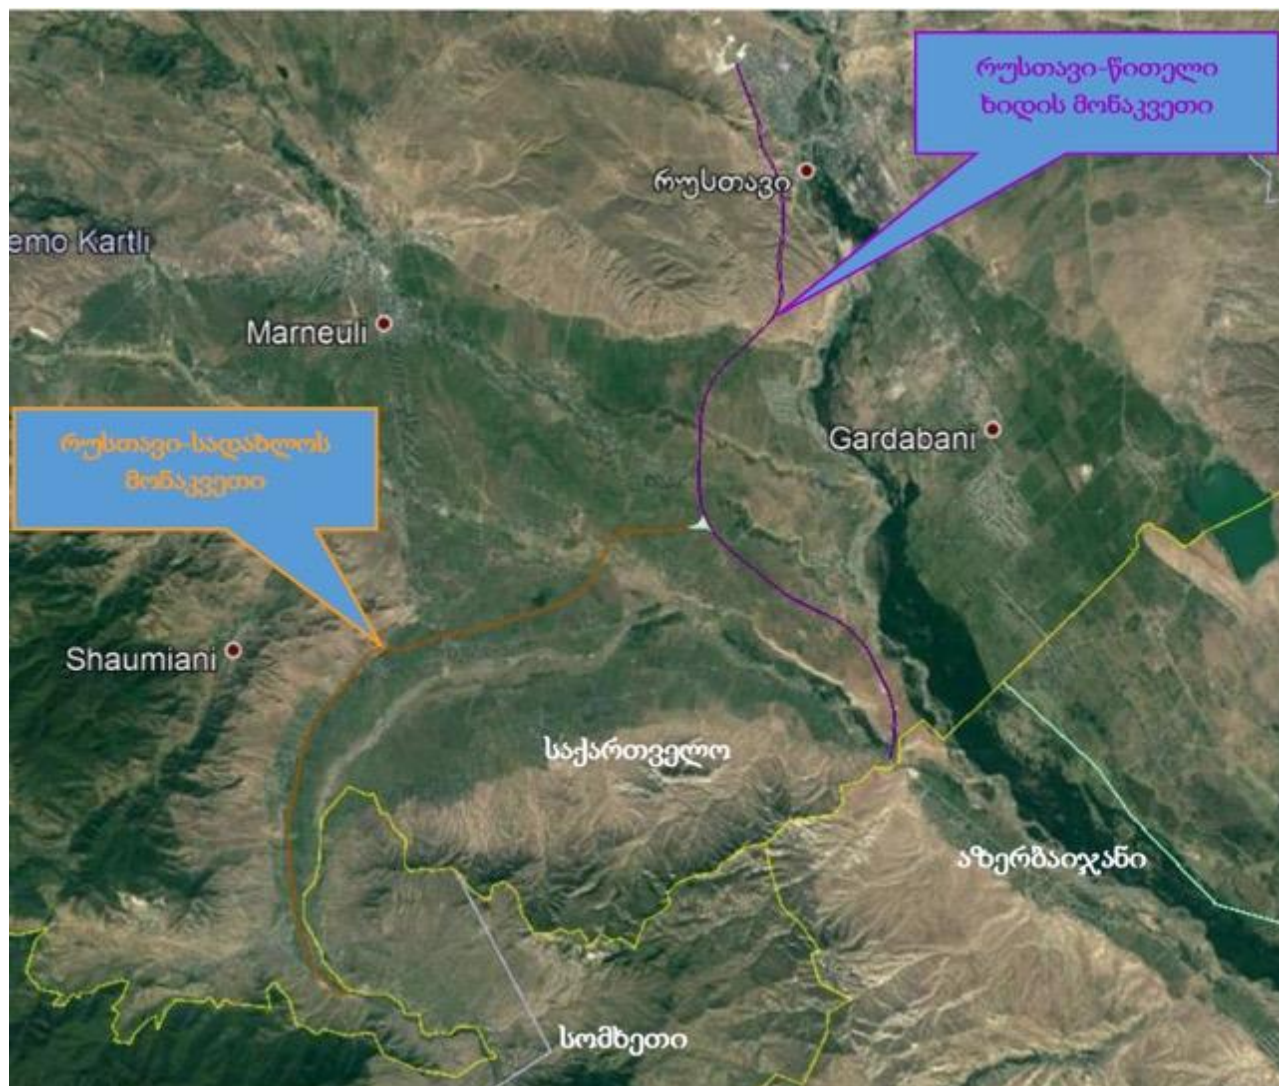 რუსთავი-წითელი
ხიდის მონაკვეთი
რუსთავი
emo Kartli
Marneuli
რუსთავი-სადახლოს
მონაკვეთი
Gardabani
Shaumiani
საქართველო
აზერბაიჯანი
სომხეთი